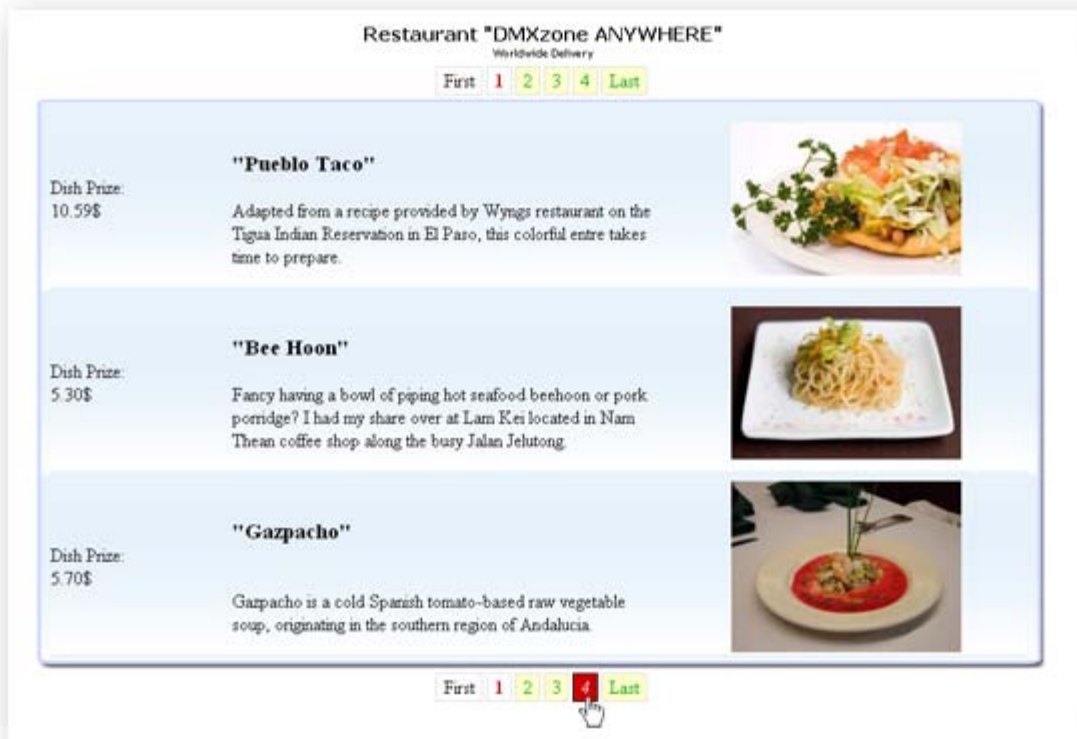 Restaurant "DMXzone ANYWHERE"
Worldwide Delivery
First 1 2 3 4 Last
"Pueblo Taco"
Dish Prize:
10.59$
Adapted from a recipe provided by Wyngs restaurant on the
Tigua Indian Reservation in El Paso, this colorful entre takes
time to prepare.
"Bee Hoon"
Dish Prize:
5.30$
Fancy having a bowl of piping hot seafood beehoon or pork
porridge? I had my share over at Lam Kei located in Nam
Thean coffee shop along the busy Jalan Jelutong.
"Gazpacho"
Dish Prize:
5.70$
Gazpacho is a cold Spanish tomato-based raw vegetable
soup, originating in the southern region of Andalucia.
First 1 2 3 4 Last